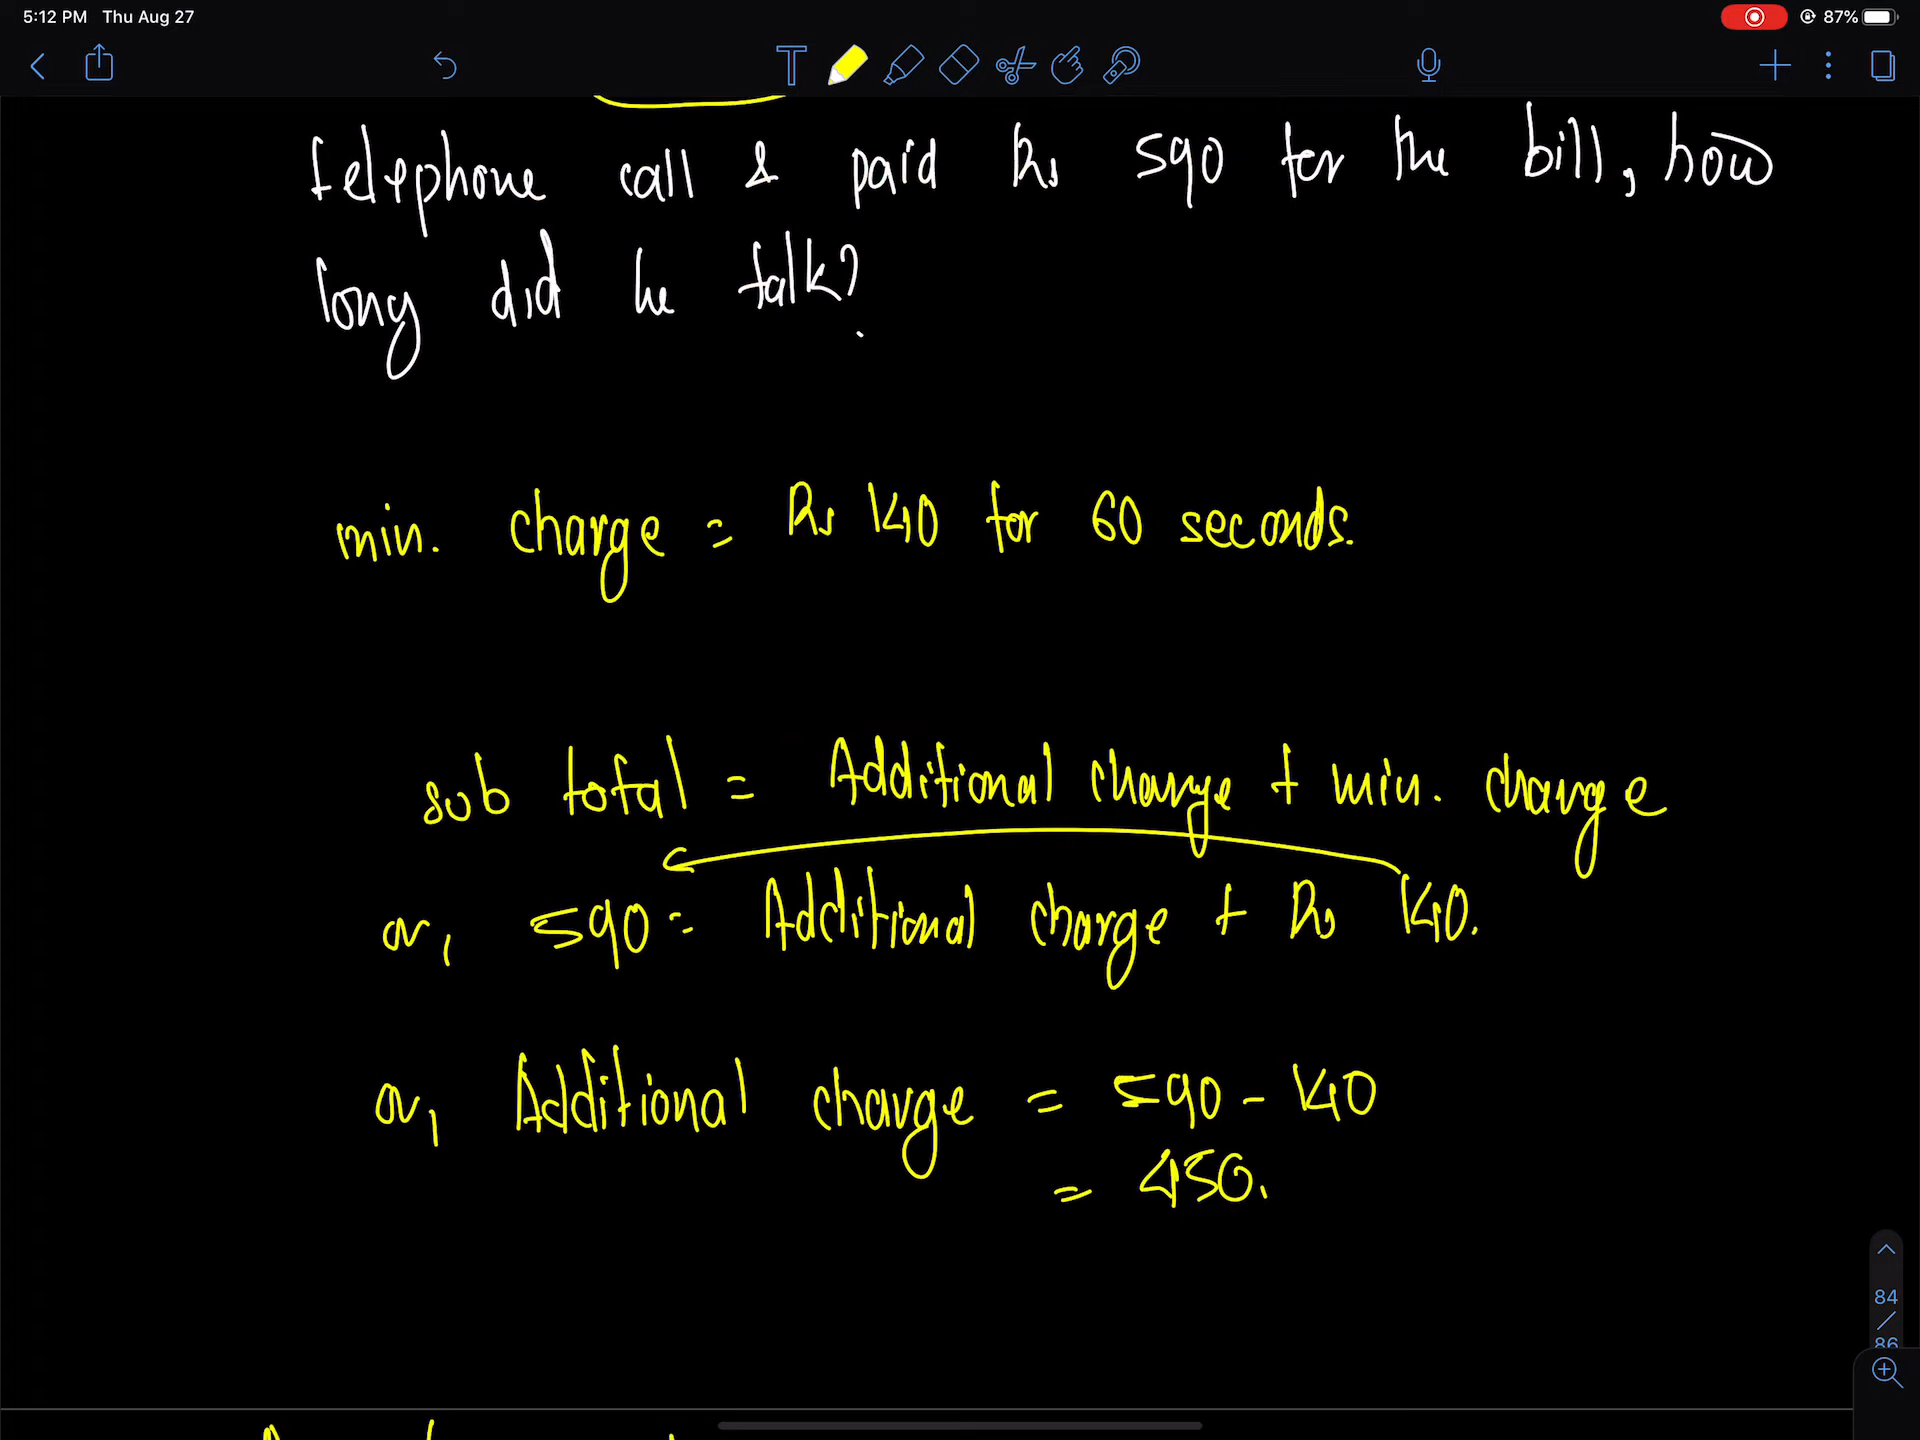 5:12 PM Thu Aug 27
87%
telephone call & paid Rs 590 for the bill, how
long did he talk?
min. charge = Rs 140 for 60 seconds.
sub total = Additional charge + min. charge
or, 590 = Additional charge + Rs 140.
or, Additional charge = 590 - 140
= 450.
84
/
86